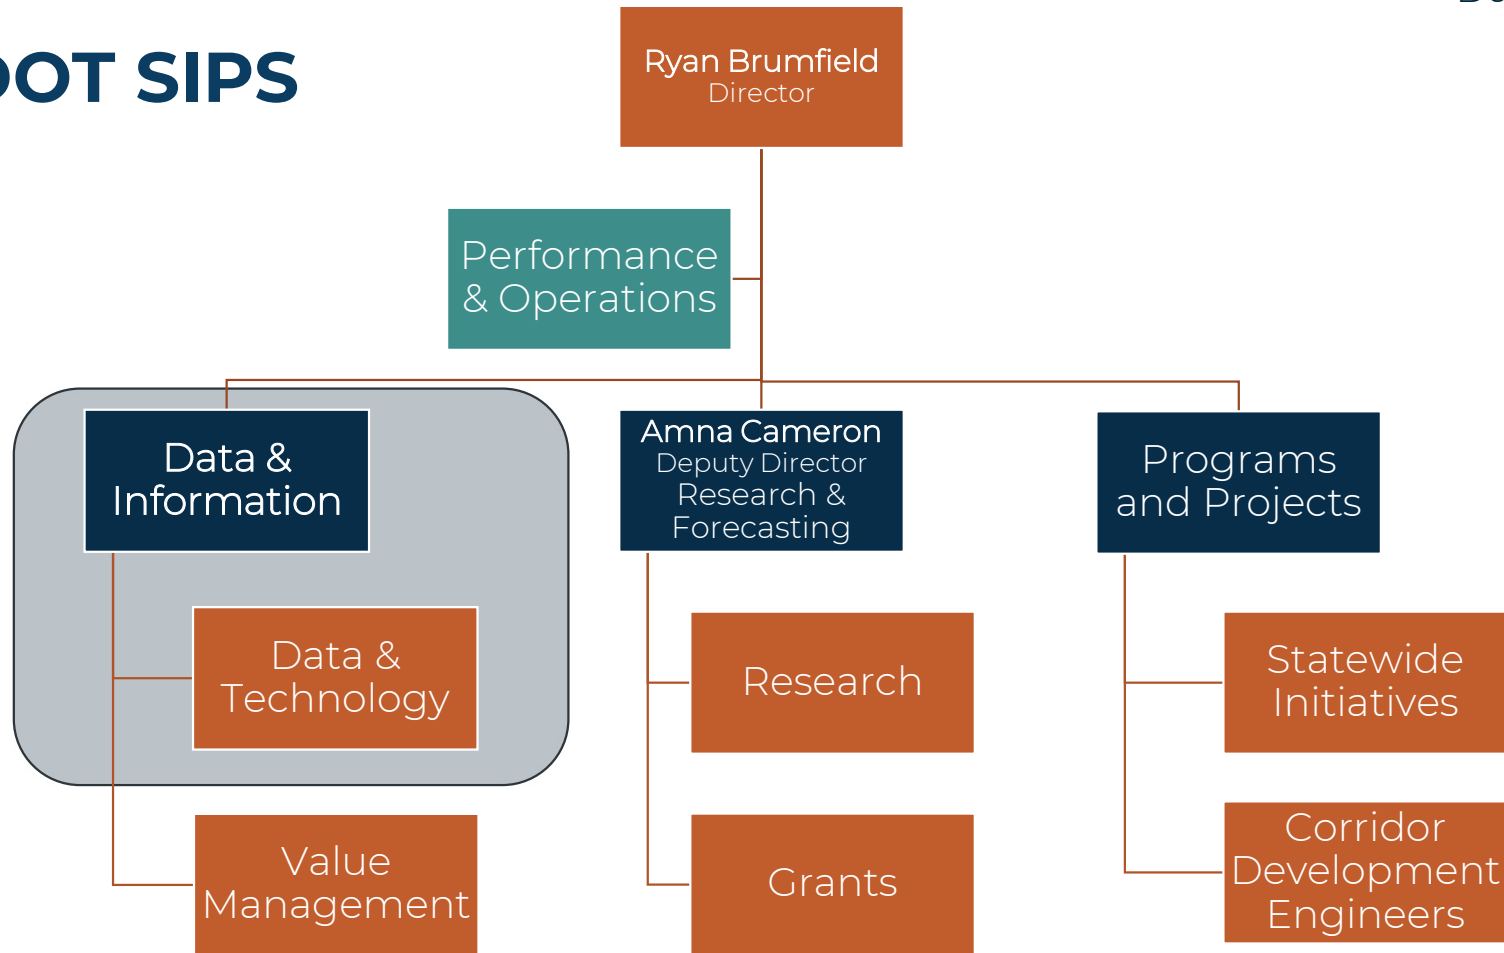 OOT SIPS
Ryan Brumfield
Director
Performance
& Operations
Data &
Information
Amna Cameron
Deputy Director
Research &
Forecasting
Programs
and Projects
Data &
Technology
Research
Statewide
Initiatives
Value
Management
Grants
Corridor
Development
Engineers